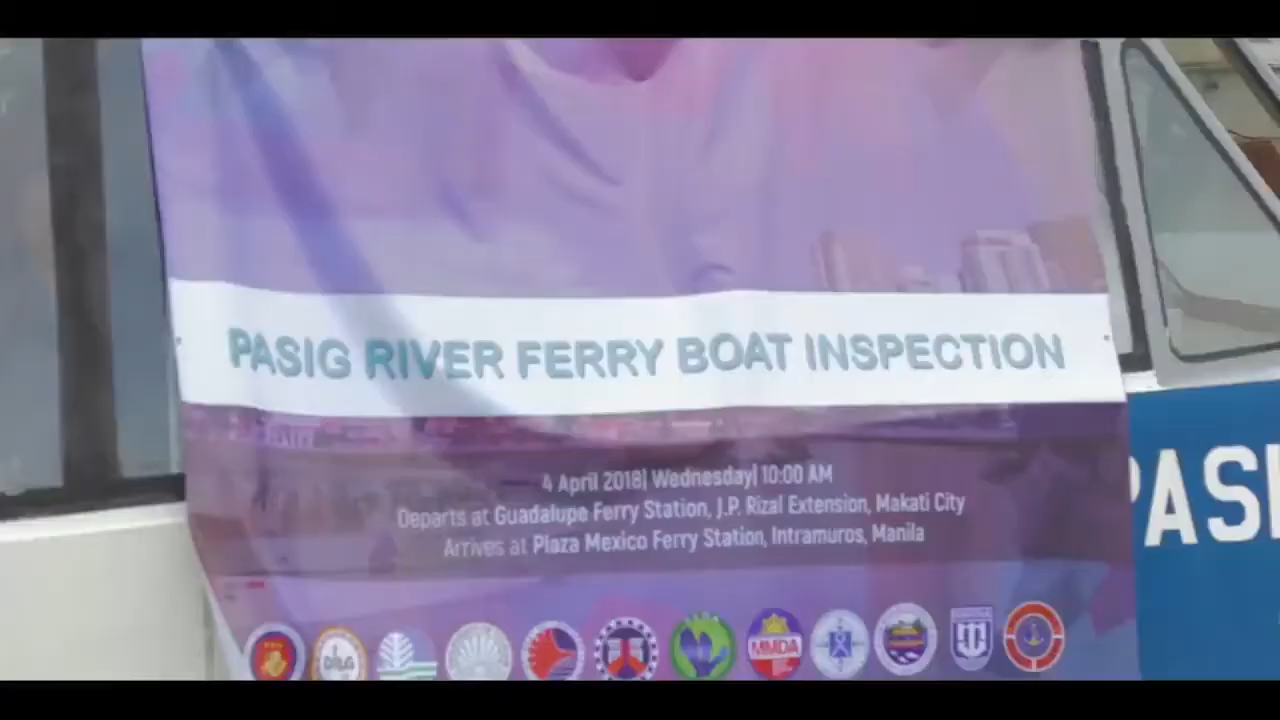 PASIG RIVER FERRY BOAT INSPECTION
4 April 2018| Wednesday| 10:00 AM
Departs at Guadalupe Ferry Station, J.P. Rizal Extension, Makati City
Arrives at Plaza Mexico Ferry Station, Intramuros, Manila
DILG
MMDA
PASI